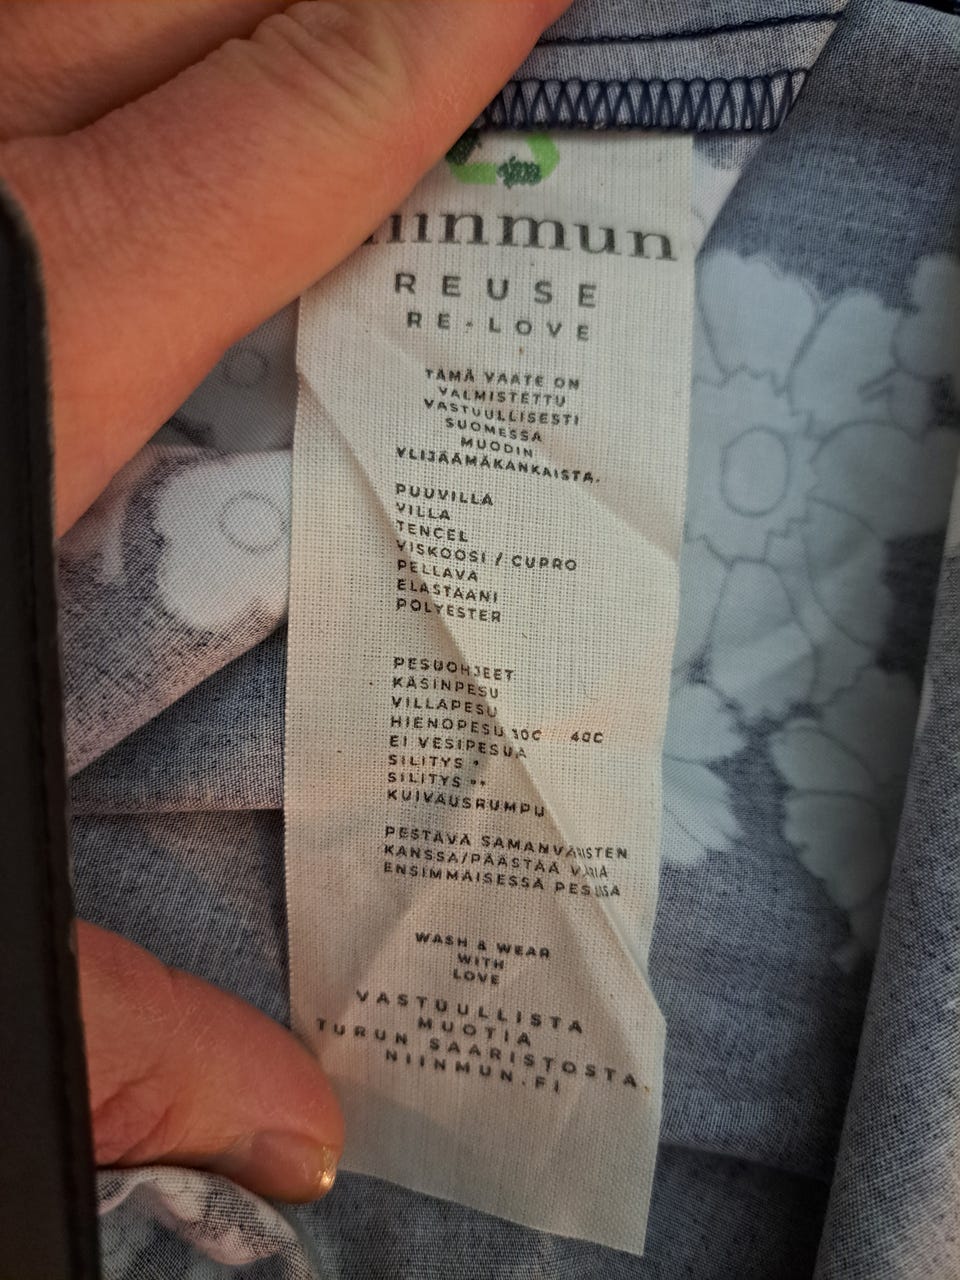 niinmun
REUSE
RE-LOVE
TÄMÄ VAATE ON
VALMISTETTU
VASTUULLISESTI
SUOMESSA
MUODIN
YLIJÄÄMÄKANKAISTA.
PUUVILLA
VILLA
TENCEL
VISKOOSI / CUPRO
PELLAVA
ELASTAANI
POLYESTER
PESUOHJEET
KÄSINPESU
VILLAPESU
HIENOPESU 30C 40C
EI VESIPESUA
SILITYS •
SILITYS ••
KUIVAUSRUMPU
PESTÄVÄ SAMANVÄRISTEN
KANSSA/PÄÄSTÄÄ VÄRIÄ
ENSIMMÄISESSÄ PESUSSA
WASH & WEAR
WITH
LOVE
VASTUULLISTA
MUOTIA
TURUN SAARISTOSTA.
NIINMUN.FI